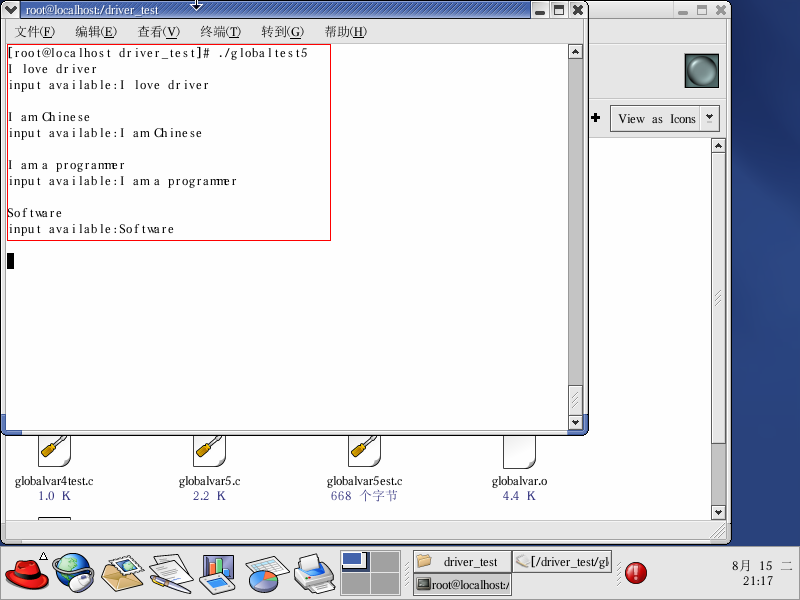 root@localhost:/driver_test
文件(F) 编辑(E) 查看(V) 终端(T) 转到(G) 帮助(H)
[root@localhost driver_test]# ./globaltest5
I love driver
input available:I love driver
I am Chinese
input available:I am Chinese
I am a programmer
input available:I am a programmer
Software
input available:Software
View as Icons
globalvar4test.c
1.0 K
globalvar5.c
2.2 K
globalvar5est.c
668 个字节
globalvar.o
4.4 K
driver_test
[/driver_test/gl
root@localhost:/
8月 15 二
21:17